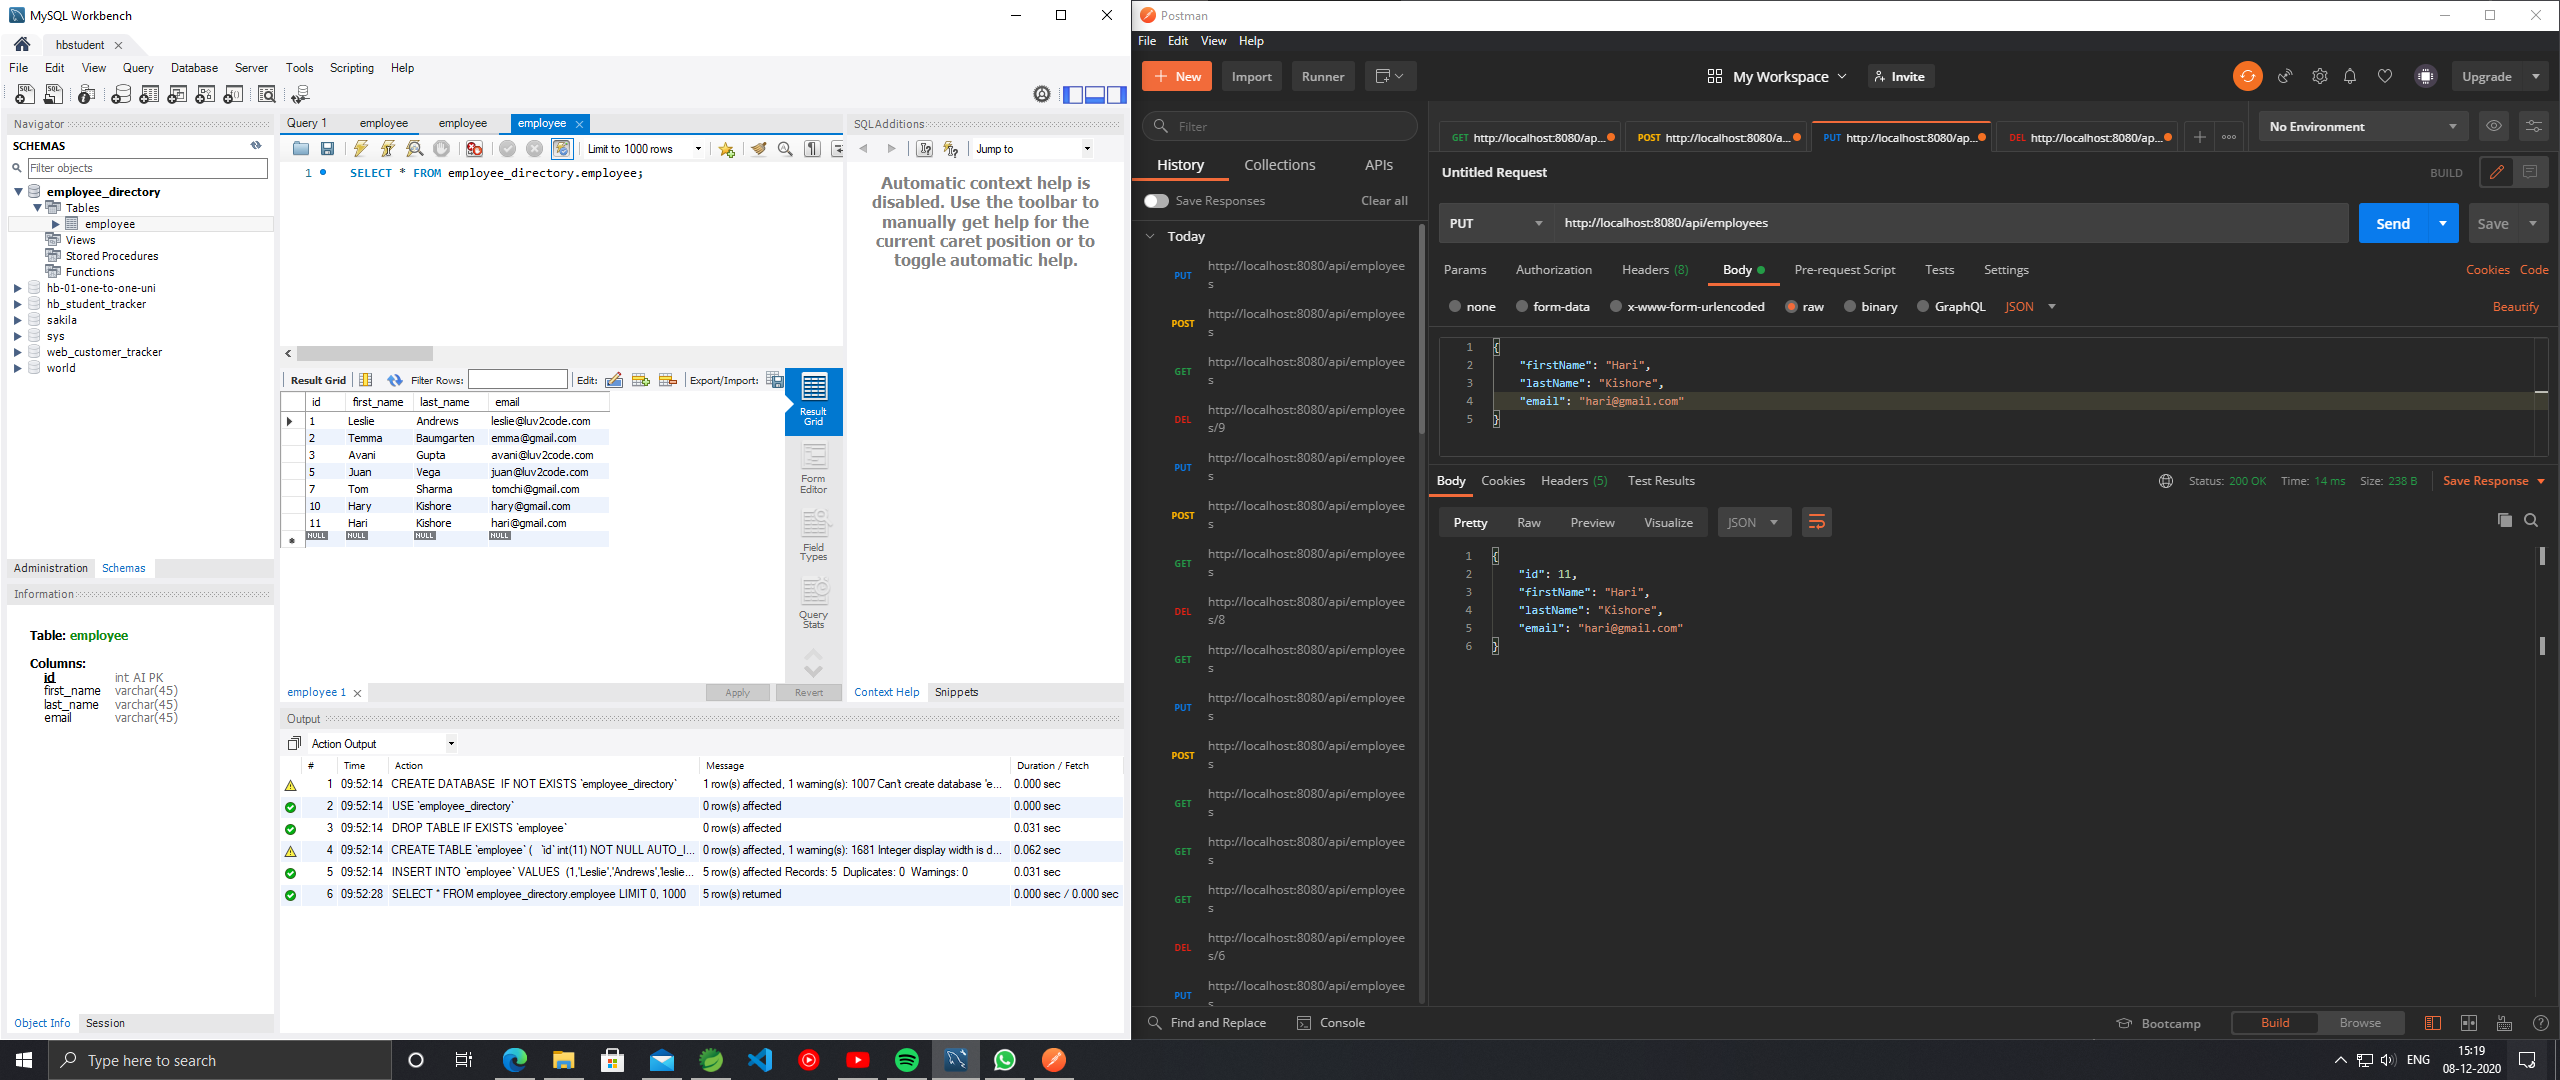 MySQL Workbench
hbstudent
File Edit View Query Database Server Tools Scripting Help
Navigator
SCHEMAS
Filter objects
employee_directory
Tables
employee
Views
Stored Procedures
Functions
hb-01-one-to-one-uni
hb_student_tracker
sakila
sys
web_customer_tracker
world
Administration Schemas
Information
Table: employee
Columns:
id int AI PK
first_name varchar(45)
last_name varchar(45)
email varchar(45)
Object Info Session
Query 1 employee employee employee
Limit to 1000 rows
1 SELECT * FROM employee_directory.employee;
SQLAdditions
Jump to
Automatic context help is
disabled. Use the toolbar to
manually get help for the
current caret position or to
toggle automatic help.
Result Grid Filter Rows: Edit: Export/Import:
id first_name last_name email
1 Leslie Andrews leslie@luv2code.com
2 Temma Baumgarten emma@gmail.com
3 Avani Gupta avani@luv2code.com
5 Juan Vega juan@luv2code.com
7 Tom Sharma tomchi@gmail.com
10 Hary Kishore hary@gmail.com
11 Hari Kishore hari@gmail.com
NULL NULL NULL NULL
Result
Grid
Form
Editor
Field
Types
Query
Stats
employee 1 Apply Revert
Context Help Snippets
Output
Action Output
# Time Action Message Duration / Fetch
1 09:52:14 CREATE DATABASE IF NOT EXISTS `employee_directory` 1 row(s) affected, 1 warning(s): 1007 Can't create database 'e... 0.000 sec
2 09:52:14 USE `employee_directory` 0 row(s) affected 0.000 sec
3 09:52:14 DROP TABLE IF EXISTS `employee` 0 row(s) affected 0.031 sec
4 09:52:14 CREATE TABLE `employee` ( `id` int(11) NOT NULL AUTO_I... 0 row(s) affected, 1 warning(s): 1681 Integer display width is d... 0.062 sec
5 09:52:14 INSERT INTO `employee` VALUES (1,'Leslie','Andrews','leslie... 5 row(s) affected Records: 5 Duplicates: 0 Warnings: 0 0.031 sec
6 09:52:28 SELECT * FROM employee_directory.employee LIMIT 0, 1000 5 row(s) returned 0.000 sec / 0.000 sec
Postman
File Edit View Help
New Import Runner
My Workspace Invite
Upgrade
Filter
History Collections APIs
Save Responses Clear all
Today
PUT http://localhost:8080/api/employee
s
POST http://localhost:8080/api/employee
s
GET http://localhost:8080/api/employee
s
DEL http://localhost:8080/api/employee
s/9
PUT http://localhost:8080/api/employee
s
POST http://localhost:8080/api/employee
s
GET http://localhost:8080/api/employee
s
DEL http://localhost:8080/api/employee
s/8
GET http://localhost:8080/api/employee
s
PUT http://localhost:8080/api/employee
s
POST http://localhost:8080/api/employee
s
GET http://localhost:8080/api/employee
s
GET http://localhost:8080/api/employee
s
GET http://localhost:8080/api/employee
s
DEL http://localhost:8080/api/employee
s/6
PUT http://localhost:8080/api/employee
s
GET http://localhost:8080/ap... POST http://localhost:8080/a... PUT http://localhost:8080/ap... DEL http://localhost:8080/ap...
No Environment
Untitled Request BUILD
PUT http://localhost:8080/api/employees Send Save
Params Authorization Headers (8) Body Pre-request Script Tests Settings Cookies Code
none form-data x-www-form-urlencoded raw binary GraphQL JSON Beautify
1 {
2 "firstName": "Hari",
3 "lastName": "Kishore",
4 "email": "hari@gmail.com"
5 }
Body Cookies Headers (5) Test Results Status: 200 OK Time: 14 ms Size: 238 B Save Response
Pretty Raw Preview Visualize JSON
1 {
2 "id": 11,
3 "firstName": "Hari",
4 "lastName": "Kishore",
5 "email": "hari@gmail.com"
6 }
Find and Replace Console Bootcamp Build Browse
Type here to search
ENG
15:19
08-12-2020